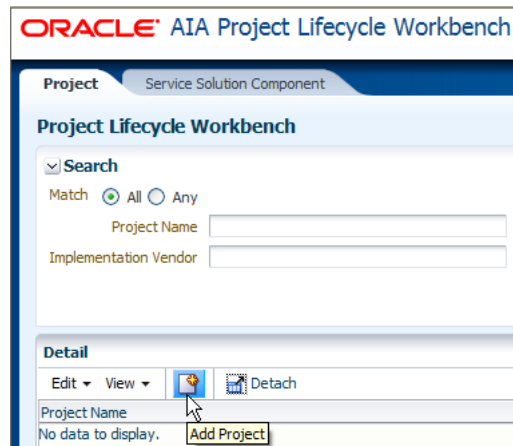 ORACLE AIA Project Lifecycle Workbench
Project Service Solution Component
Project Lifecycle Workbench
Search
Match All Any
Project Name
Implementation Vendor
Detail
Edit View Detach
Project Name
No data to display. Add Project